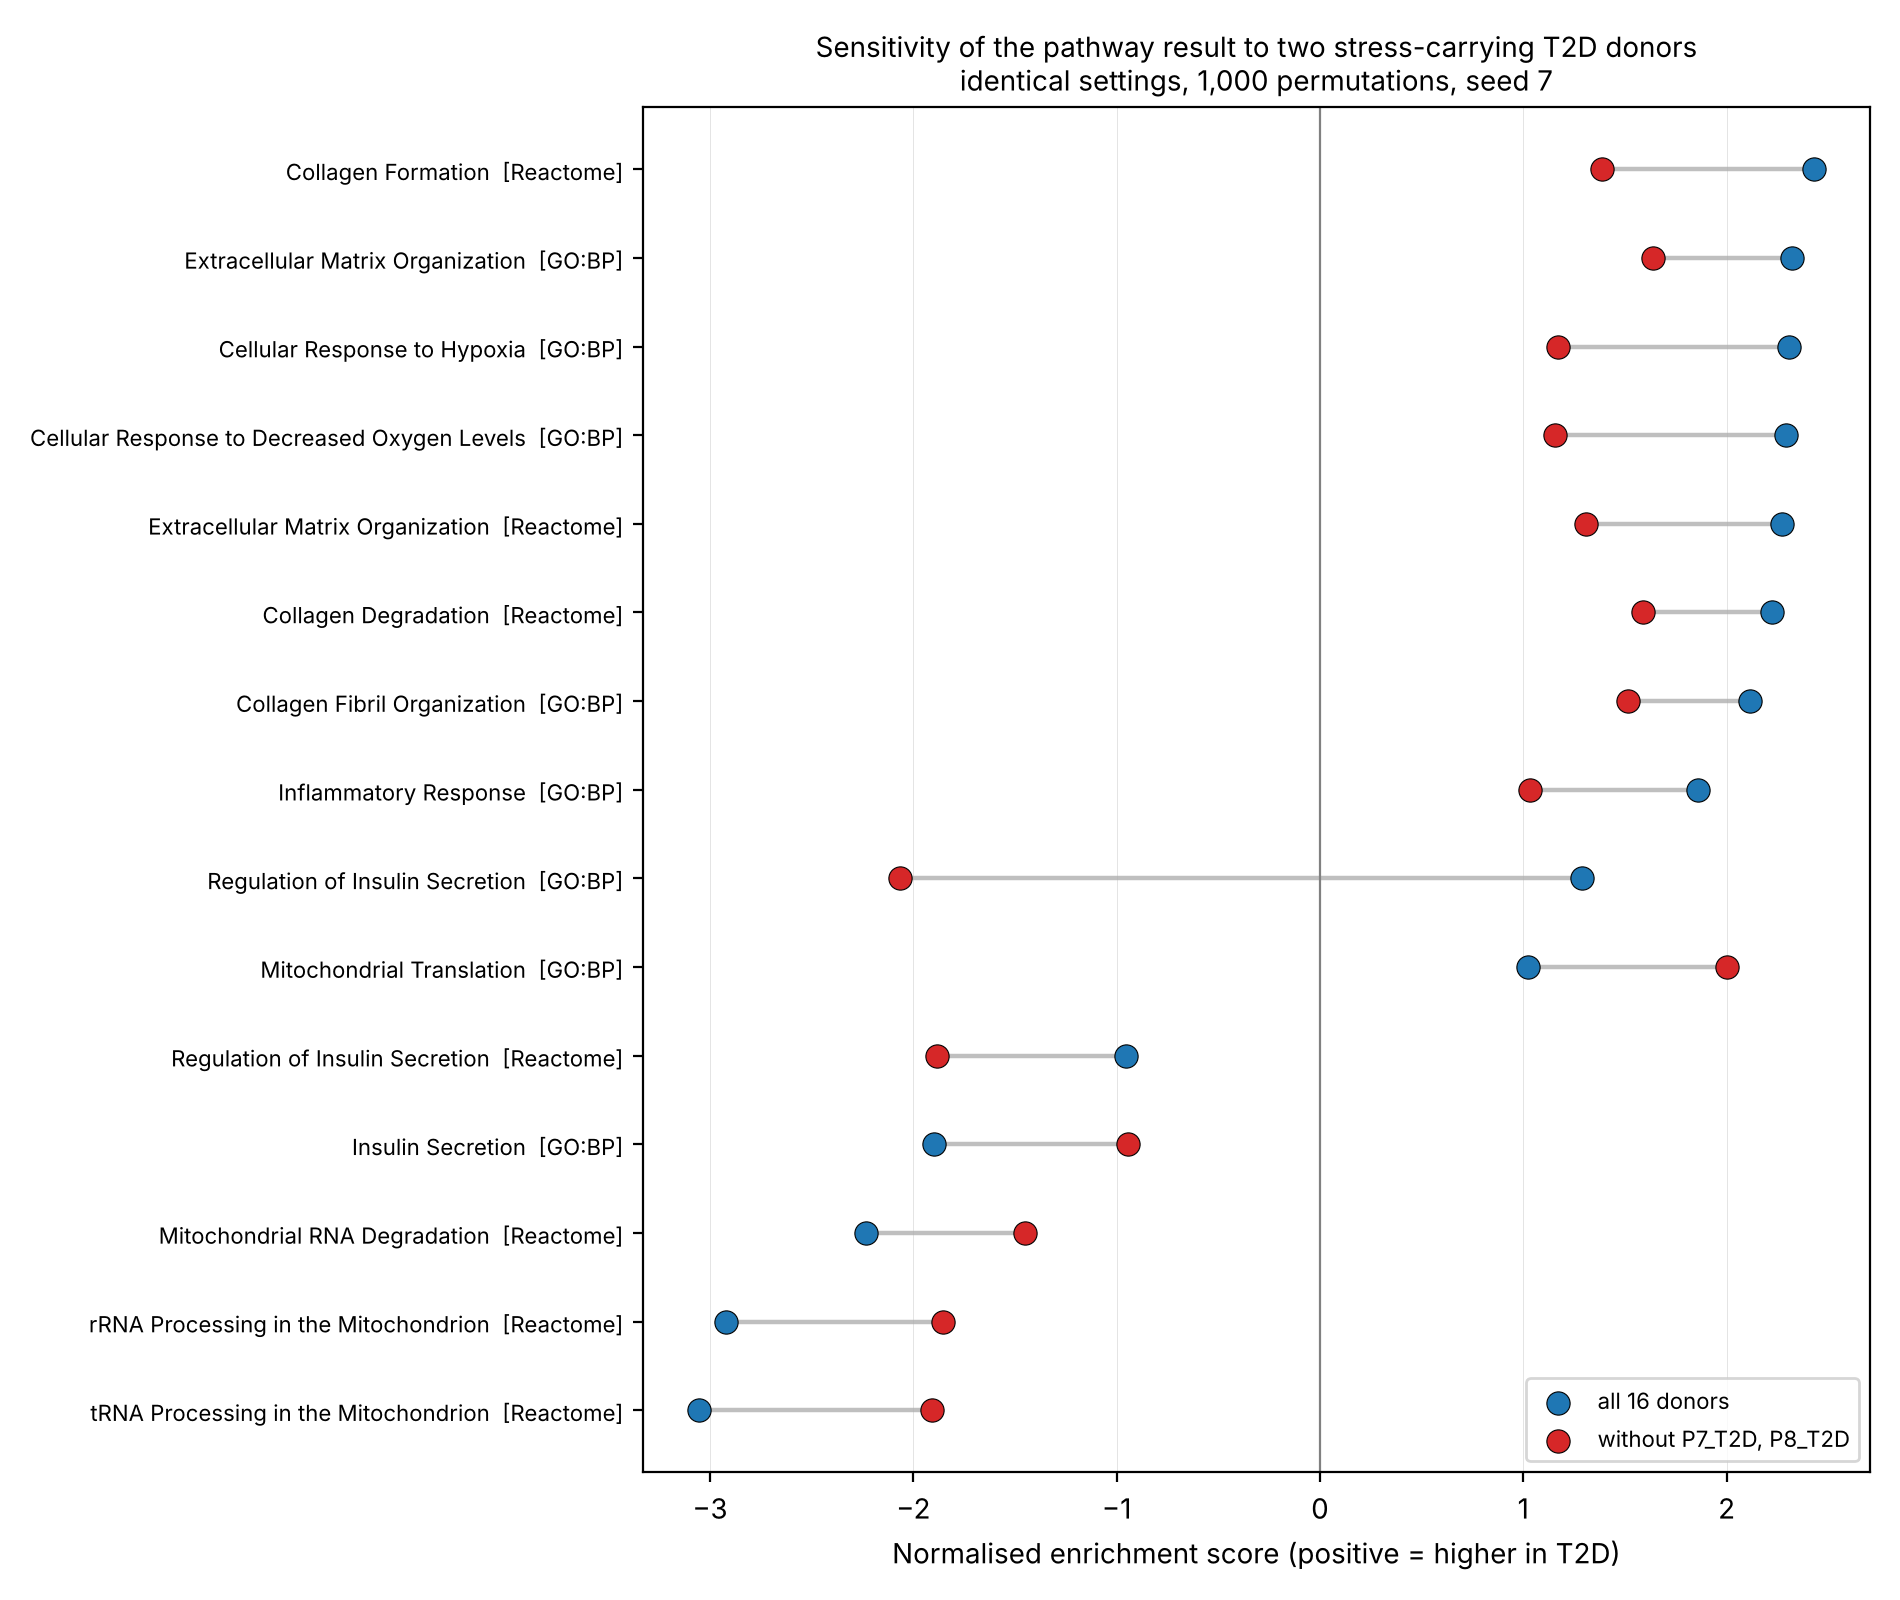 Sensitivity of the pathway result to two stress-carrying T2D donors
identical settings, 1,000 permutations, seed 7
Collagen Formation [Reactome]
Extracellular Matrix Organization [GO:BP]
Cellular Response to Hypoxia [GO:BP]
Cellular Response to Decreased Oxygen Levels [GO:BP]
Extracellular Matrix Organization [Reactome]
Collagen Degradation [Reactome]
Collagen Fibril Organization [GO:BP]
Inflammatory Response [GO:BP]
Regulation of Insulin Secretion [GO:BP]
Mitochondrial Translation [GO:BP]
Regulation of Insulin Secretion [Reactome]
Insulin Secretion [GO:BP]
Mitochondrial RNA Degradation [Reactome]
rRNA Processing in the Mitochondrion [Reactome]
tRNA Processing in the Mitochondrion [Reactome]
all 16 donors
without P7_T2D, P8_T2D
−3 −2 −1 0 1 2
Normalised enrichment score (positive = higher in T2D)